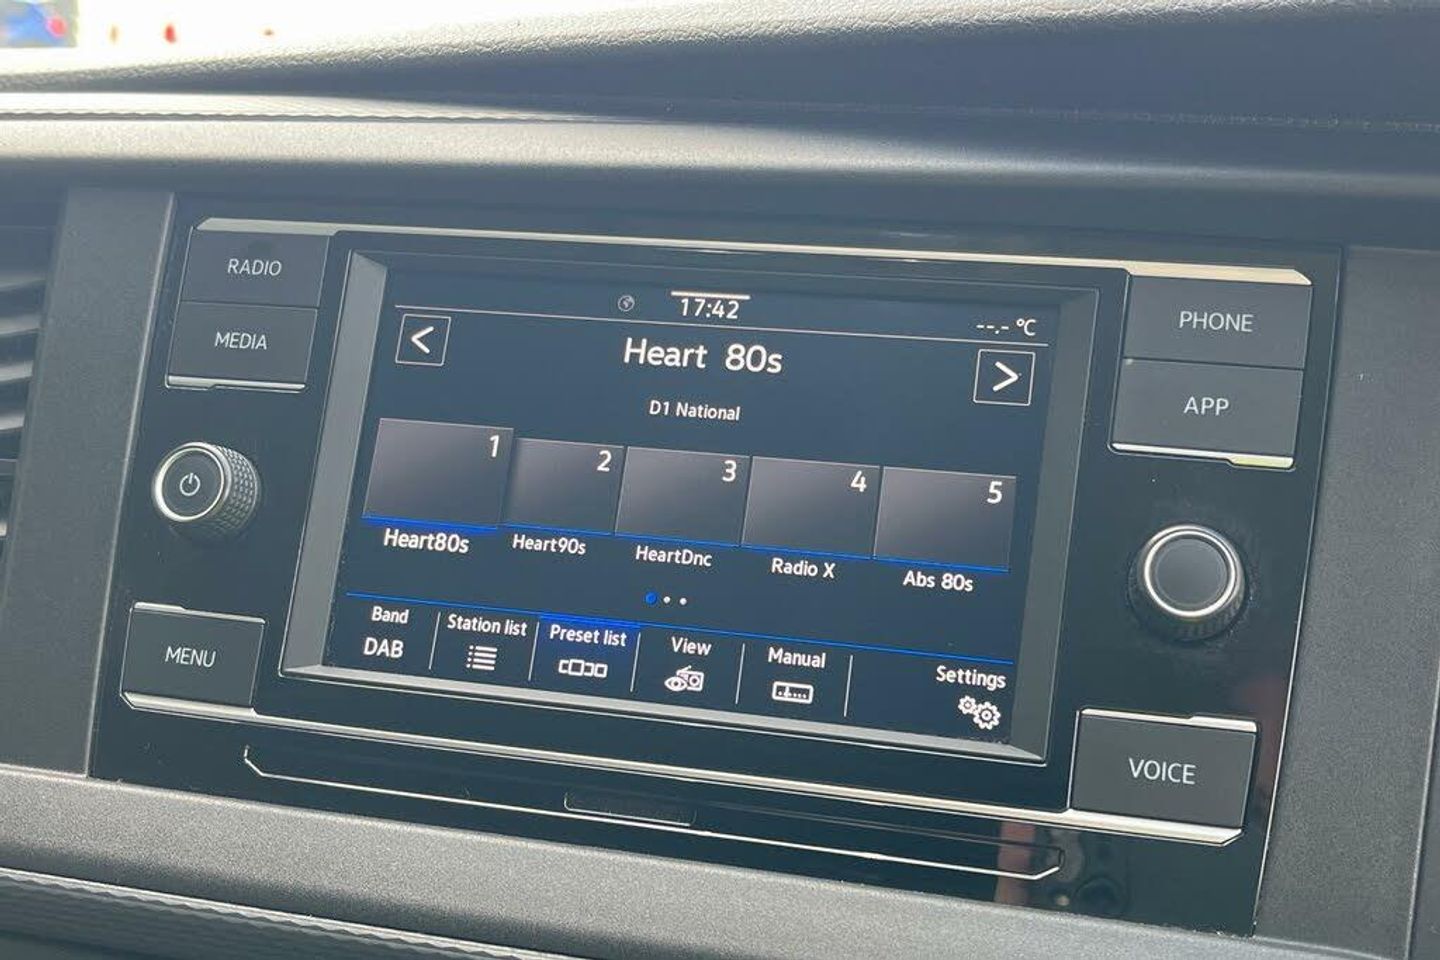 RADIO
MEDIA
MENU
17:42
--.- °C
<
Heart 80s
>
D1 National
1
2
3
4
5
Heart80s
Heart90s
HeartDnc
Radio X
Abs 80s
Band
DAB
Station list
Preset list
View
Manual
Settings
PHONE
APP
VOICE